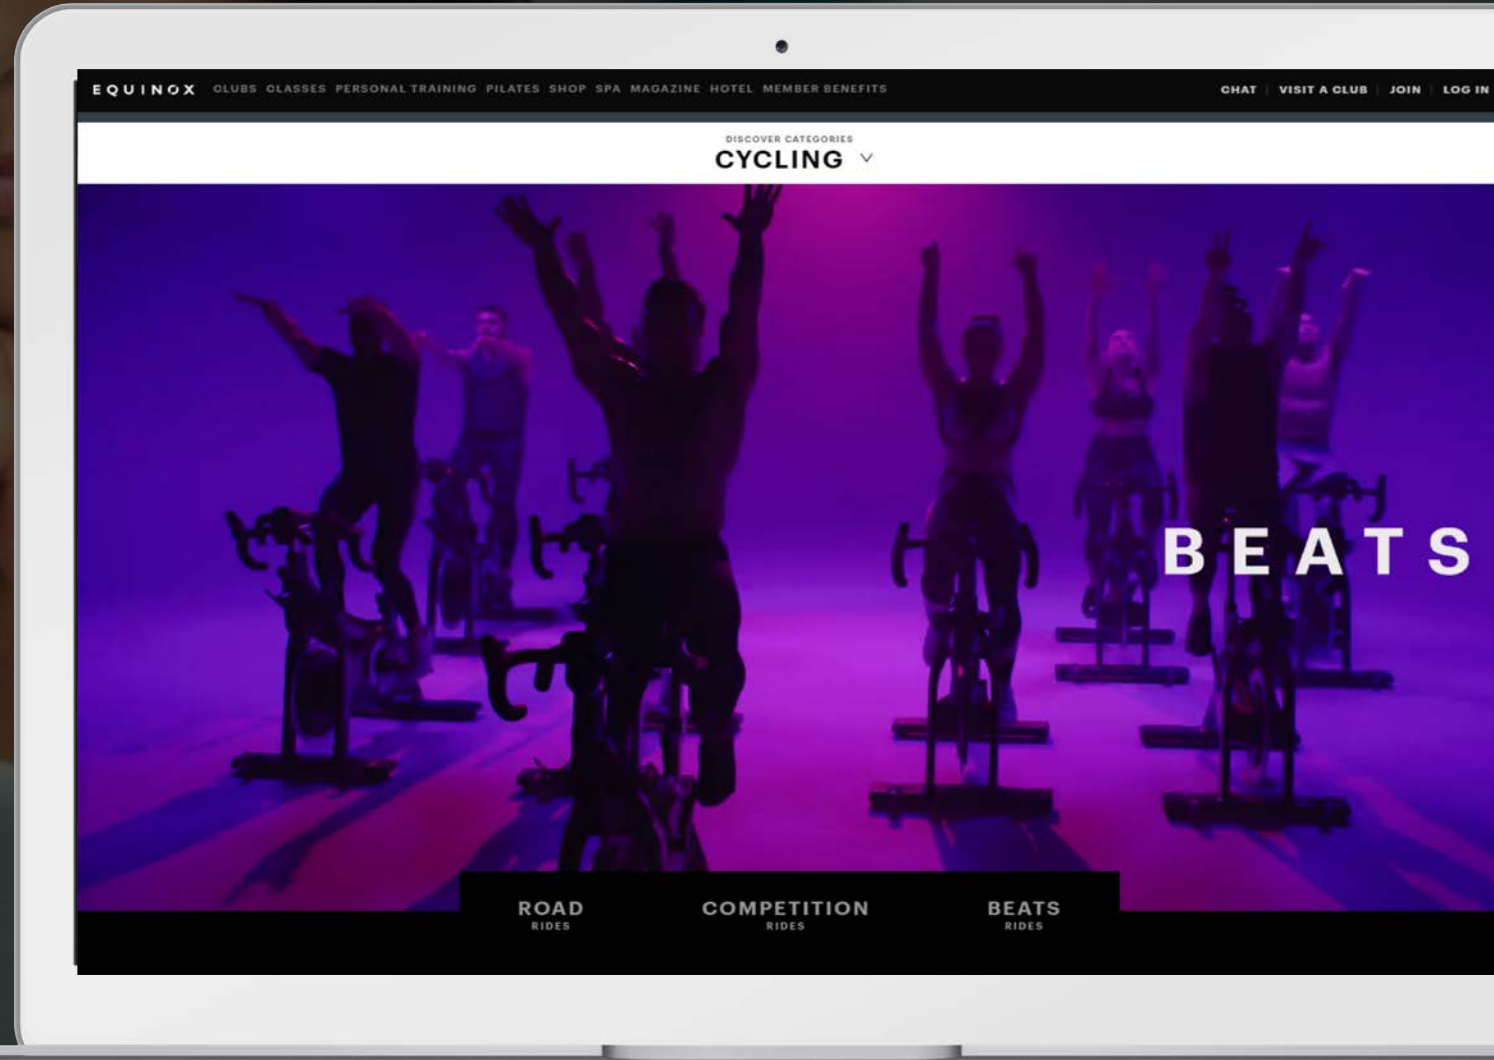 EQUINOX CLUBS CLASSES PERSONAL TRAINING PILATES SHOP SPA MAGAZINE HOTEL MEMBER BENEFITS CHAT VISIT A CLUB JOIN LOG IN
DISCOVER CATEGORIES
CYCLING
BEATS
ROAD COMPETITION BEATS
RIDES RIDES RIDES